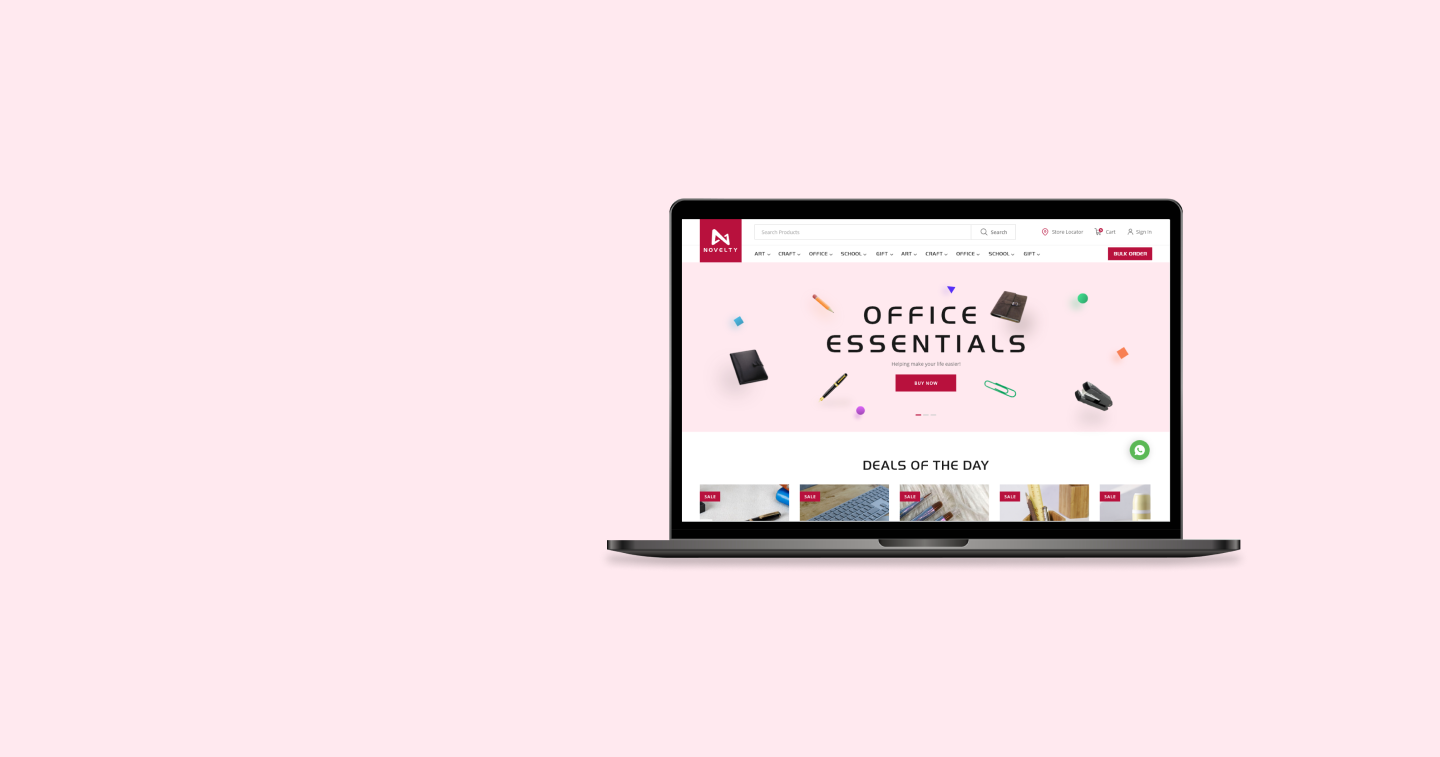 Search Products
Search
Store Locator
Cart
Sign In
NOVELTY
ART CRAFT OFFICE SCHOOL GIFT ART CRAFT OFFICE SCHOOL GIFT
BULK ORDER
OFFICE
ESSENTIALS
Helping make your life easier!
BUY NOW
DEALS OF THE DAY
SALE SALE SALE SALE SALE